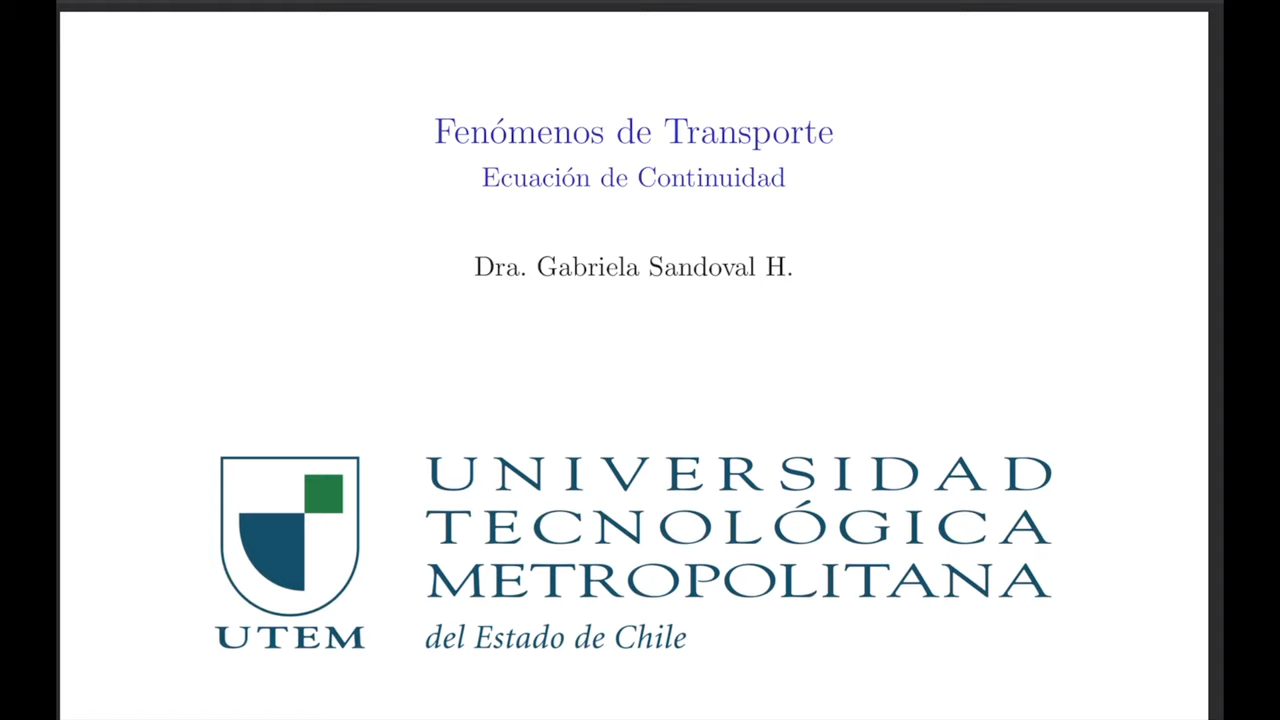 Fenómenos de Transporte
Ecuación de Continuidad
Dra. Gabriela Sandoval H.
UNIVERSIDAD
TECNOLÓGICA
METROPOLITANA
UTEM
del Estado de Chile